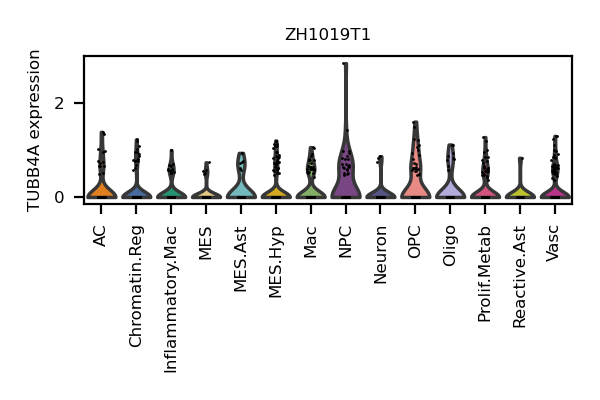 ZH1019T1
TUBB4A expression
2
0
AC
Chromatin.Reg
Inflammatory.Mac
MES
MES.Ast
MES.Hyp
Mac
NPC
Neuron
OPC
Oligo
Prolif.Metab
Reactive.Ast
Vasc